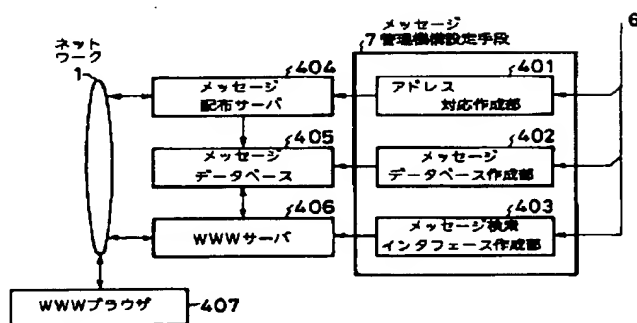 メッセージ
7 管理機構設定手段
6
ネット
ワーク
1
404
メッセージ
配布サーバ
401
アドレス
対応作成部
405
メッセージ
データベース
402
メッセージ
データベース作成部
406
WWWサーバ
403
メッセージ検索
インタフェース作成部
WWWブラウザ
407